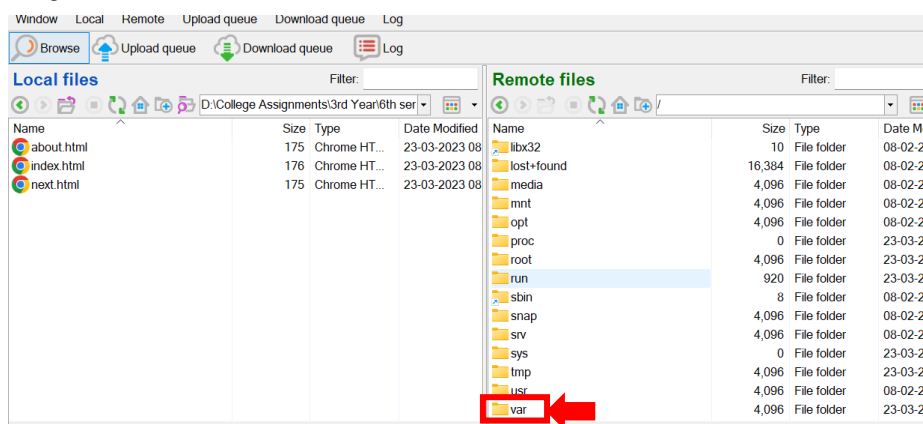 Window Local Remote Upload queue Download queue Log
Browse Upload queue Download queue Log
Local files Filter: Remote files Filter:
D:\College Assignments\3rd Year\6th ser /
Name Size Type Date Modified Name Size Type Date M
about.html 175 Chrome HT... 23-03-2023 08 libx32 10 File folder 08-02-2
index.html 176 Chrome HT... 23-03-2023 08 lost+found 16,384 File folder 08-02-2
next.html 175 Chrome HT... 23-03-2023 08 media 4,096 File folder 08-02-2
mnt 4,096 File folder 08-02-2
opt 4,096 File folder 08-02-2
proc 0 File folder 23-03-2
root 4,096 File folder 23-03-2
run 920 File folder 23-03-2
sbin 8 File folder 08-02-2
snap 4,096 File folder 08-02-2
srv 4,096 File folder 08-02-2
sys 0 File folder 23-03-2
tmp 4,096 File folder 23-03-2
usr 4,096 File folder 08-02-2
var 4,096 File folder 23-03-2